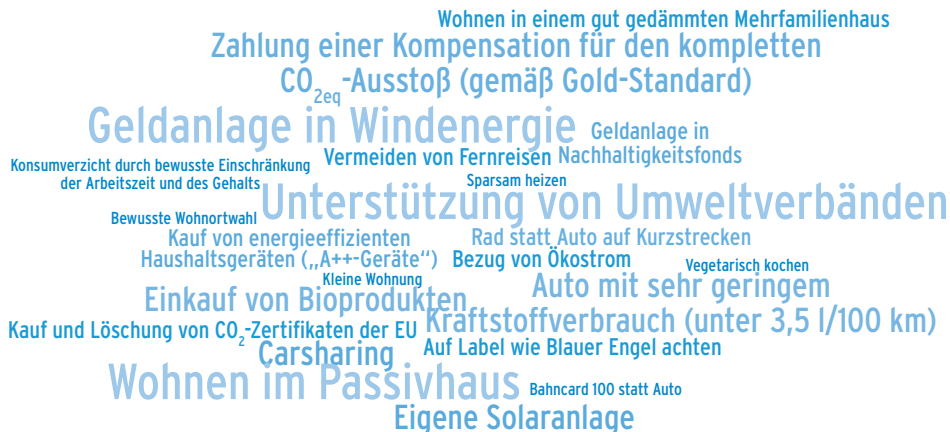 Wohnen in einem gut gedämmten Mehrfamilienhaus
Zahlung einer Kompensation für den kompletten
CO2eq-Ausstoß (gemäß Gold-Standard)
Geldanlage in Windenergie
Geldanlage in
Nachhaltigkeitsfonds
Vermeiden von Fernreisen
Konsumverzicht durch bewusste Einschränkung
der Arbeitszeit und des Gehalts
Sparsam heizen
Unterstützung von Umweltverbänden
Bewusste Wohnortwahl
Kauf von energieeffizienten
Haushaltsgeräten („A++-Geräte“)
Rad statt Auto auf Kurzstrecken
Bezug von Ökostrom
Vegetarisch kochen
Kleine Wohnung
Einkauf von Bioprodukten
Auto mit sehr geringem
Kraftstoffverbrauch (unter 3,5 l/100 km)
Kauf und Löschung von CO2-Zertifikaten der EU
Carsharing
Auf Label wie Blauer Engel achten
Wohnen im Passivhaus
Bahncard 100 statt Auto
Eigene Solaranlage